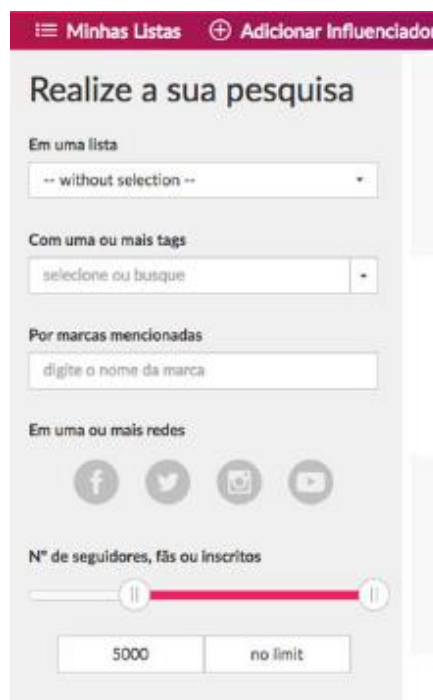 Minhas Listas Adicionar Influenciador
Realize a sua pesquisa
Em uma lista
-- without selection --
Com uma ou mais tags
selecione ou busque
Por marcas mencionadas
digite o nome da marca
Em uma ou mais redes
N° de seguidores, fãs ou inscritos
5000 no limit